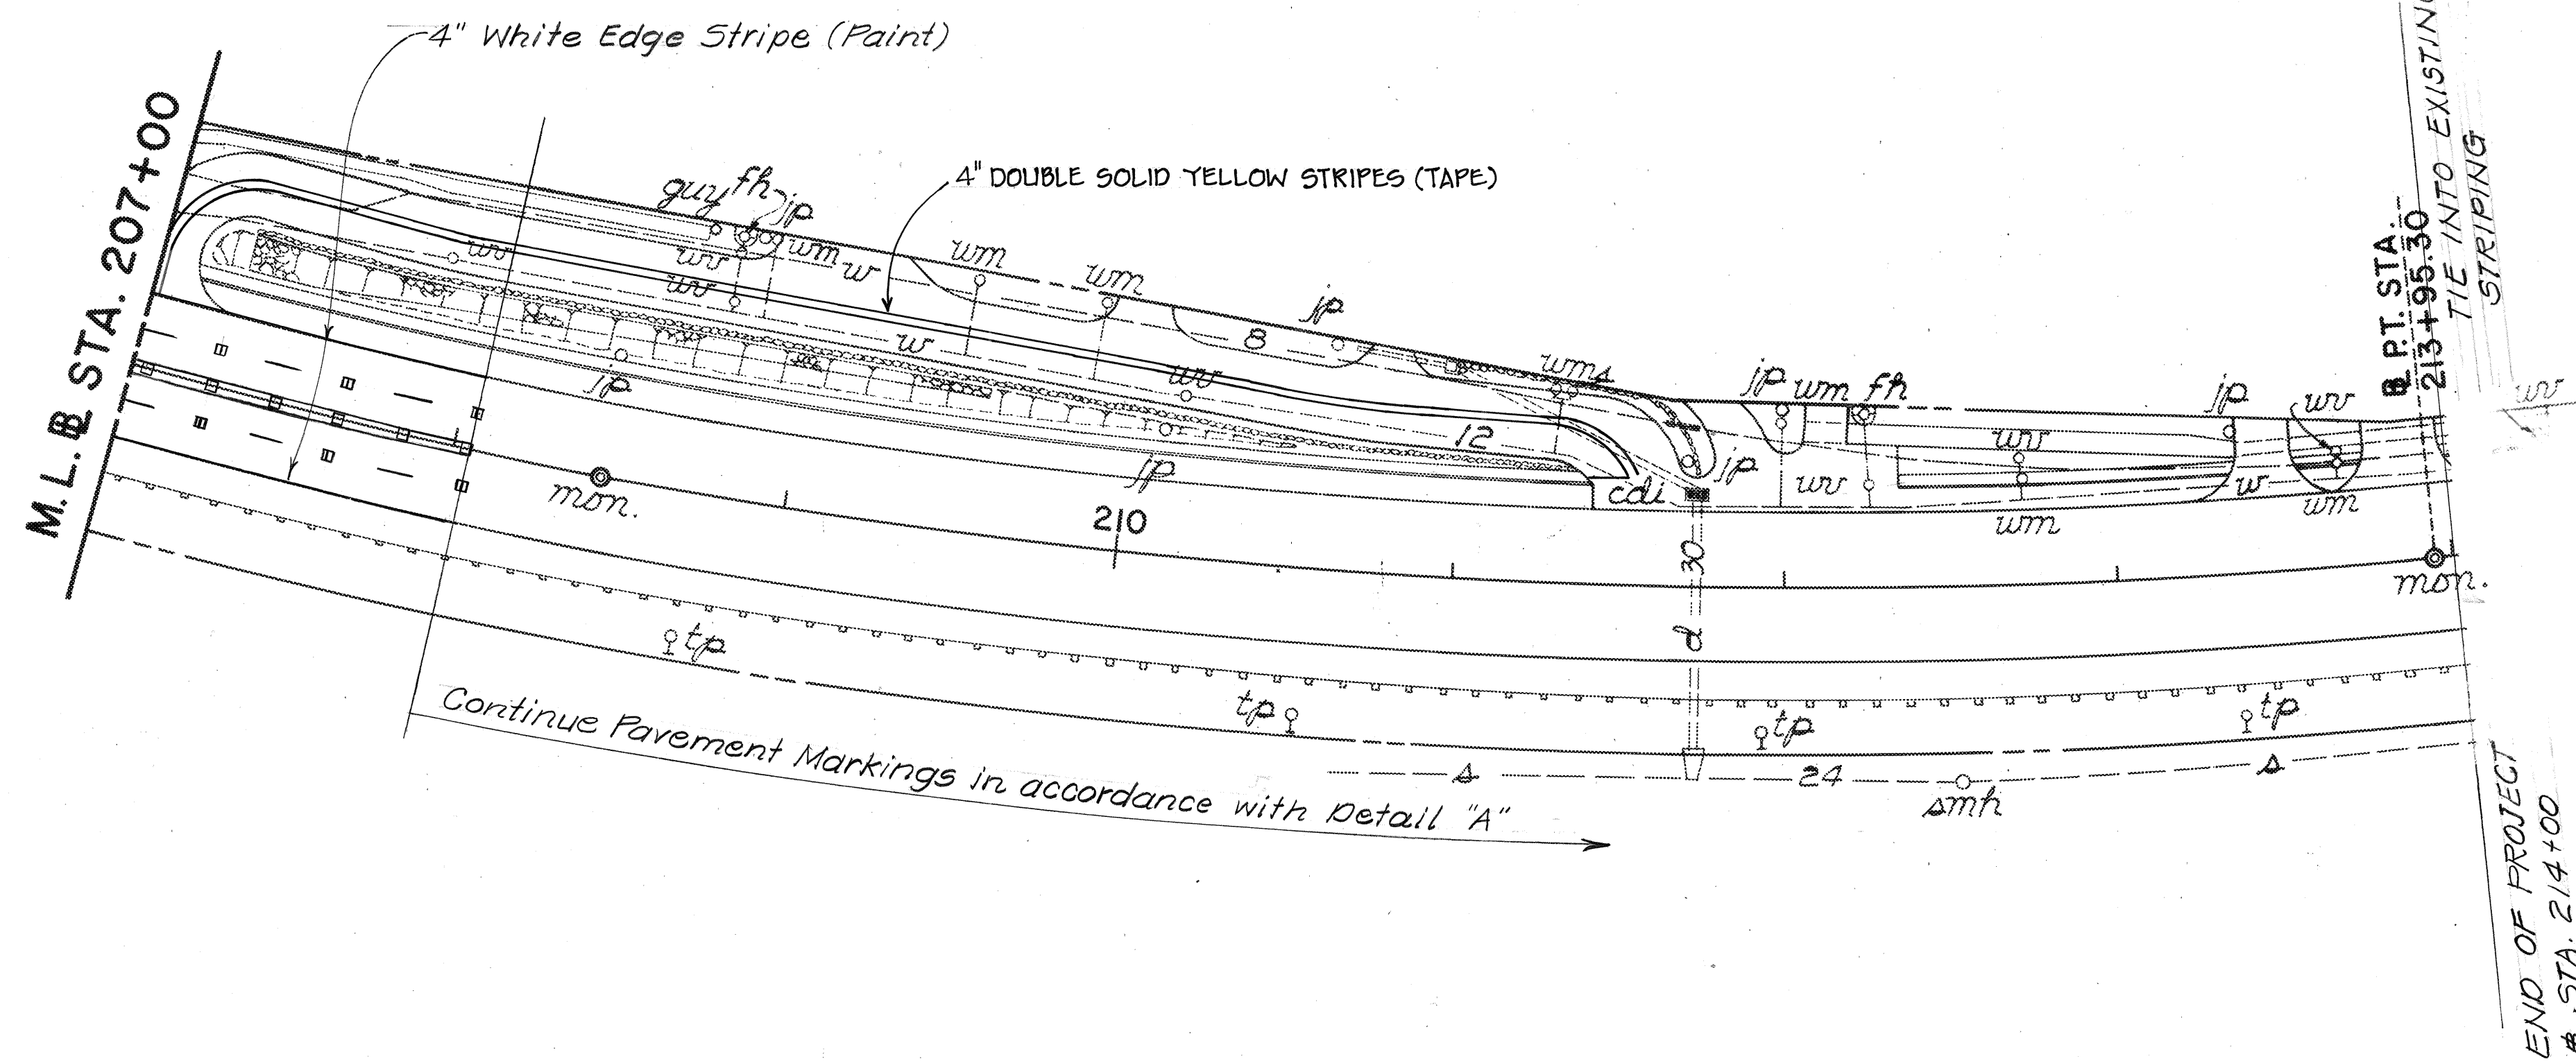 4" White Edge Stripe (Paint)
4" DOUBLE SOLID YELLOW STRIPES (TAPE)
M.L. ℄ STA. 207+00
guy
fh
jp
wv
wm
w
wv
wv
wm
wm
jp
8
w
wv
wms
jp
jp
12
cdi
jp
jp
wm
fh
wv
wv
wm
jp
wv
w
wm
wv
℄ P.T. STA.
213+95.30
TIE INTO EXISTING
STRIPING
mon.
210
30
d
mon.
tp
tp
tp
tp
s
24
smh
s
Continue Pavement Markings in accordance with Detail "A"
END OF PROJECT
STA. 214+00